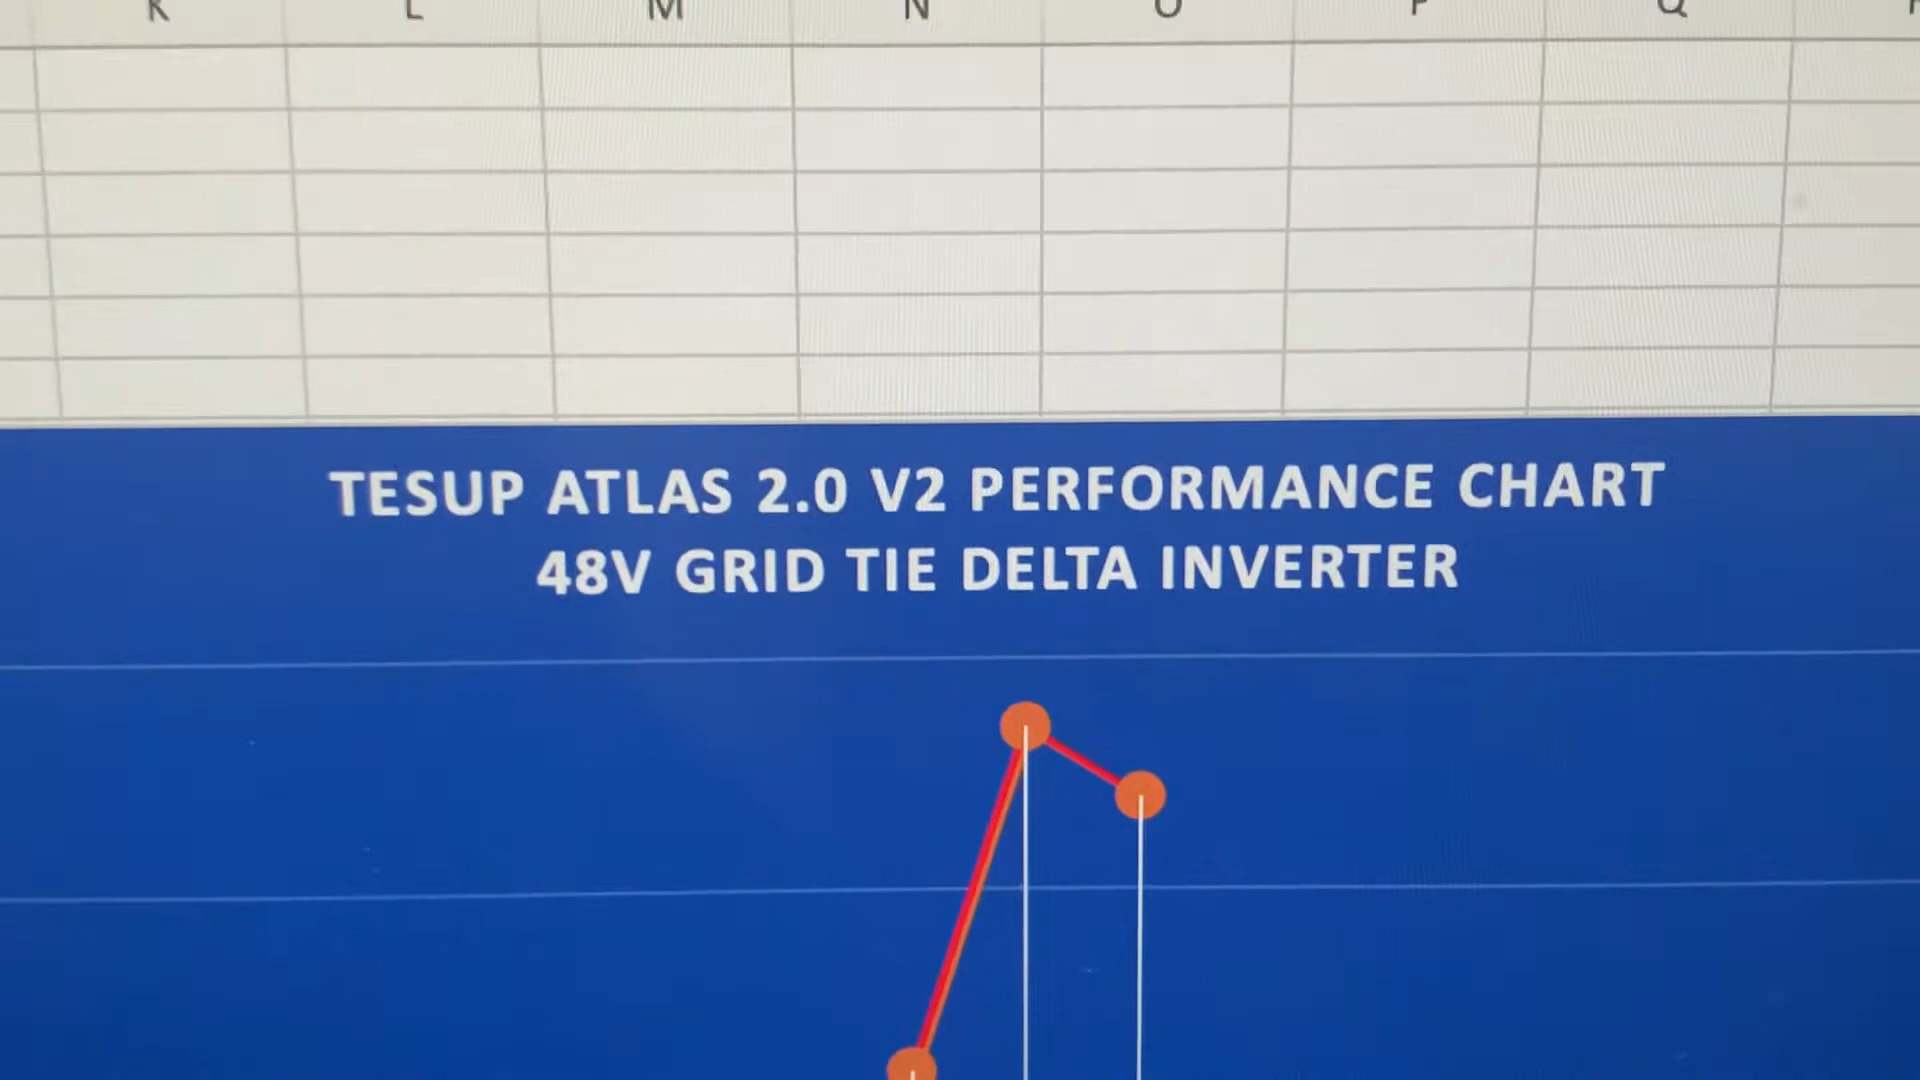 K L M N O P Q
TESUP ATLAS 2.0 V2 PERFORMANCE CHART
48V GRID TIE DELTA INVERTER